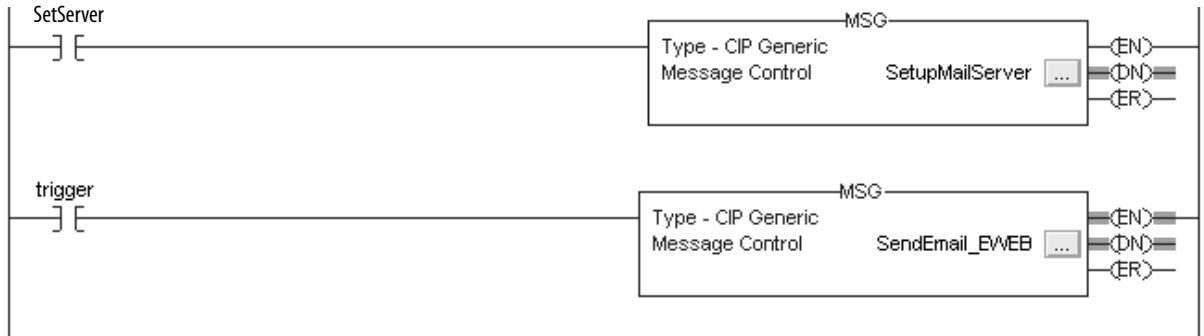 SetServer
MSG
Type - CIP Generic
Message Control SetupMailServer ...
EN
DN
ER
trigger
MSG
Type - CIP Generic
Message Control SendEmail_EWEB ...
EN
DN
ER